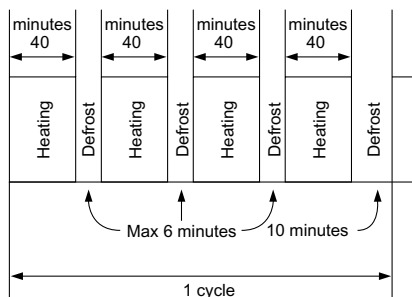 minutes
40
minutes
40
minutes
40
minutes
40
Heating
Defrost
Heating
Defrost
Heating
Defrost
Heating
Defrost
Max 6 minutes
10 minutes
1 cycle